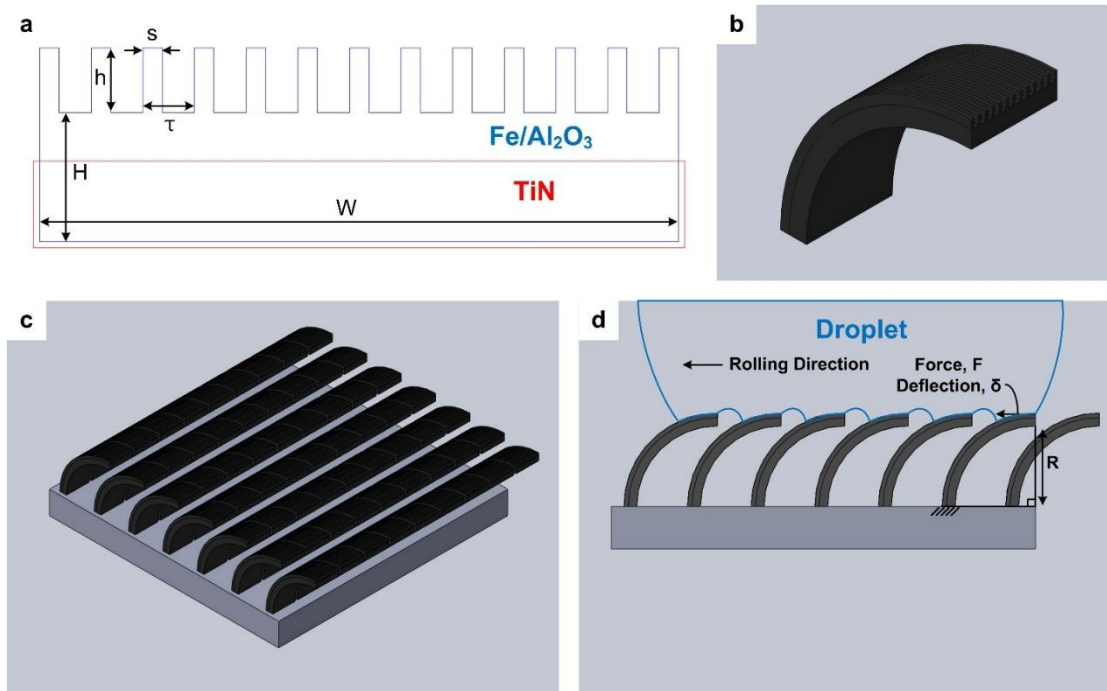 a
s
h
τ
H
Fe/Al₂O₃
TiN
W
b
c
d
Droplet
Rolling Direction
Force, F
Deflection, δ
R